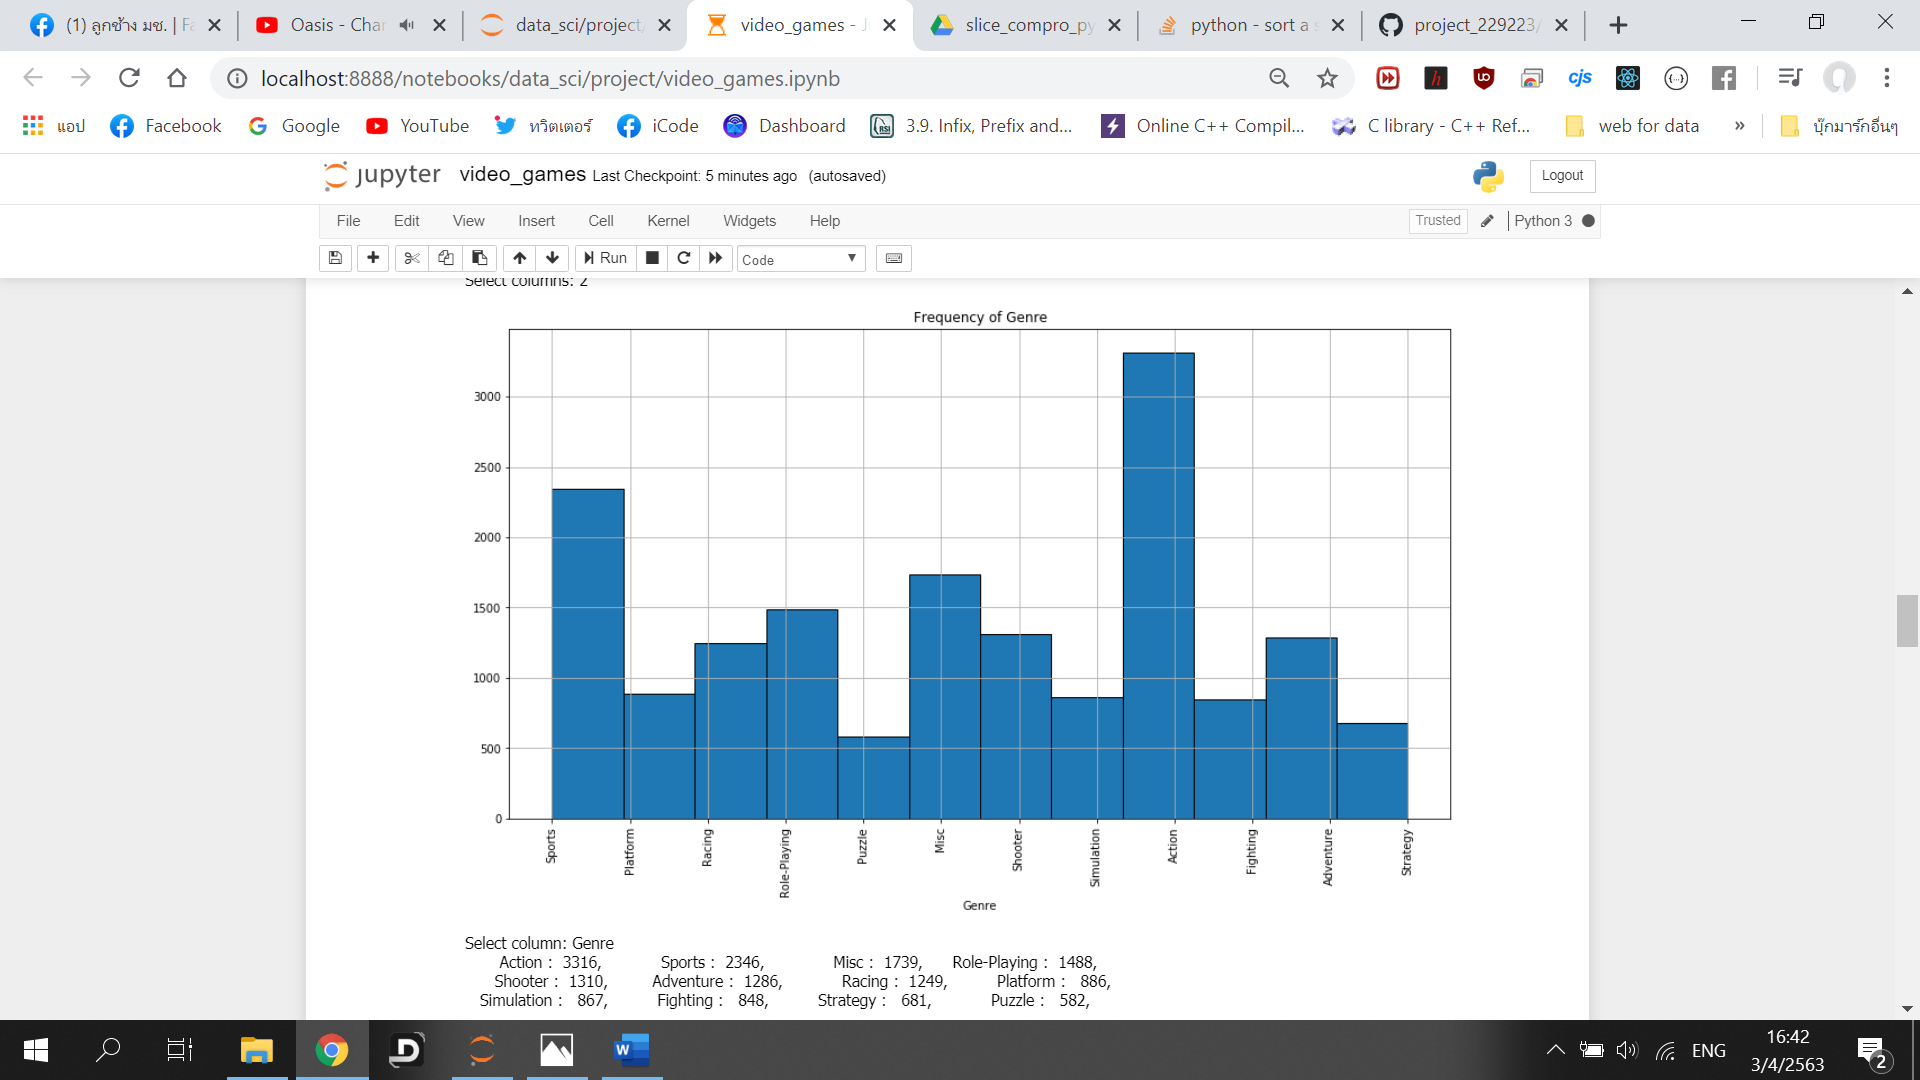 (1) ลูกช้าง มช. | Fa
Oasis - Char
data_sci/project/
video_games - J
slice_compro_py
python - sort a s
project_229223/
localhost:8888/notebooks/data_sci/project/video_games.ipynb
แอป Facebook Google YouTube ทวิตเตอร์ iCode Dashboard 3.9. Infix, Prefix and... Online C++ Compil... C library - C++ Ref... web for data » บุ๊กมาร์กอื่นๆ
jupyter video_games Last Checkpoint: 5 minutes ago (autosaved) Logout
File Edit View Insert Cell Kernel Widgets Help Trusted Python 3
Run Code
Select columns: 2
Frequency of Genre
3000
2500
2000
1500
1000
500
0
Sports Platform Racing Role-Playing Puzzle Misc Shooter Simulation Action Fighting Adventure Strategy
Genre
Select column: Genre
Action : 3316, Sports : 2346, Misc : 1739, Role-Playing : 1488,
Shooter : 1310, Adventure : 1286, Racing : 1249, Platform : 886,
Simulation : 867, Fighting : 848, Strategy : 681, Puzzle : 582,
ENG
16:42
3/4/2563
2